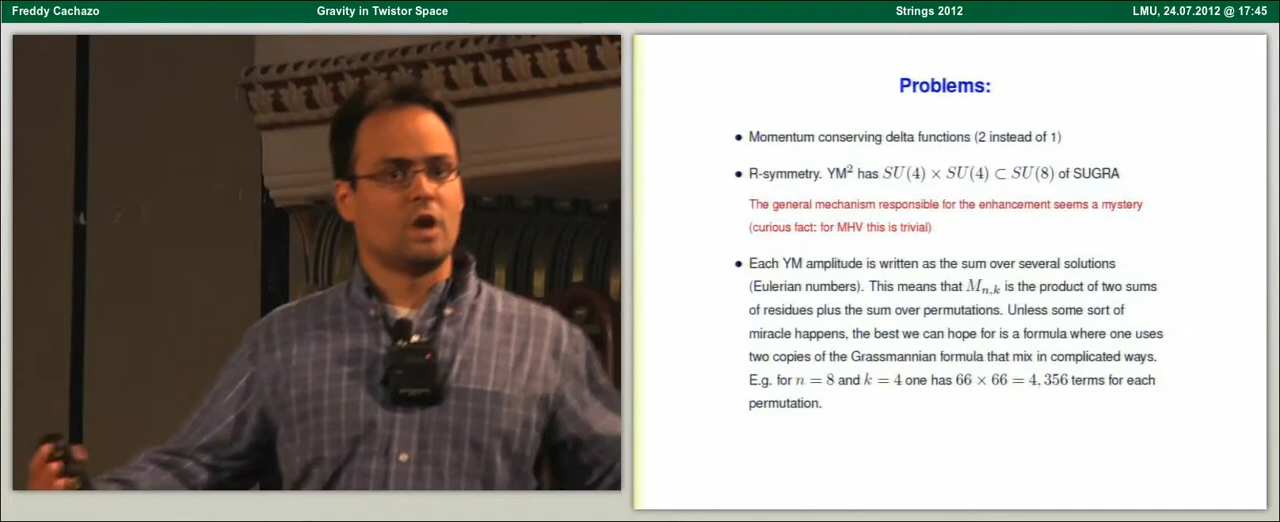 Freddy Cachazo Gravity in Twistor Space Strings 2012 LMU, 24.07.2012 @ 17:45
Problems:
• Momentum conserving delta functions (2 instead of 1)
• R-symmetry. YM² has SU(4) × SU(4) ⊂ SU(8) of SUGRA
The general mechanism responsible for the enhancement seems a mystery
(curious fact: for MHV this is trivial)
• Each YM amplitude is written as the sum over several solutions
(Eulerian numbers). This means that Mₙ,ₖ is the product of two sums
of residues plus the sum over permutations. Unless some sort of
miracle happens, the best we can hope for is a formula where one uses
two copies of the Grassmannian formula that mix in complicated ways.
E.g. for n = 8 and k = 4 one has 66 × 66 = 4, 356 terms for each
permutation.